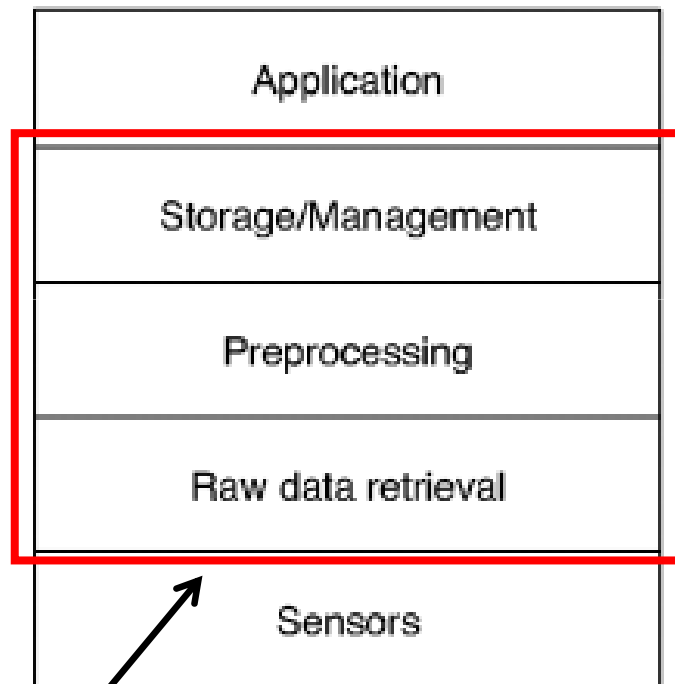 Application
Storage/Management
Preprocessing
Raw data retrieval
Sensors